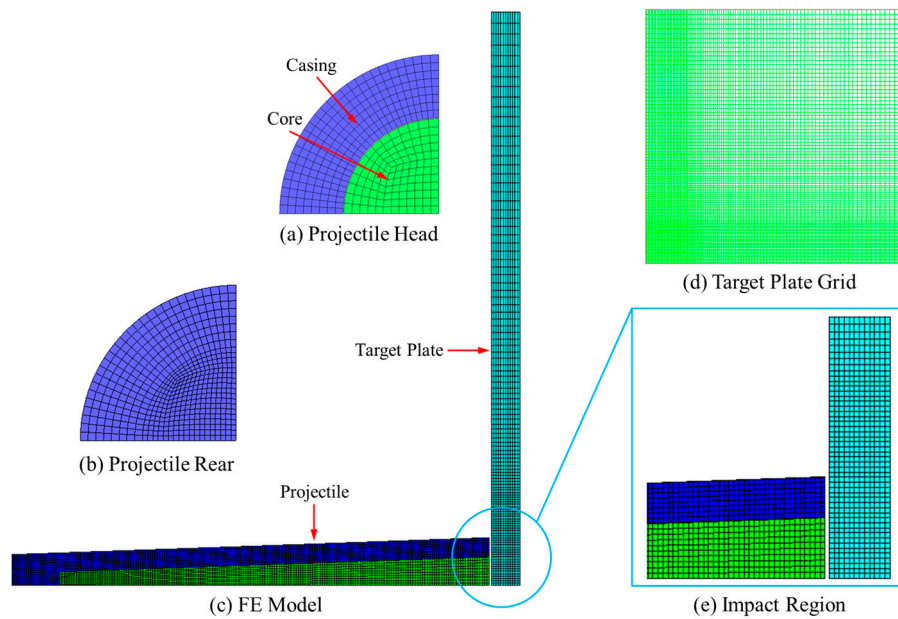 Casing
Core
(a) Projectile Head
(d) Target Plate Grid
Target Plate
(b) Projectile Rear
Projectile
(c) FE Model
(e) Impact Region